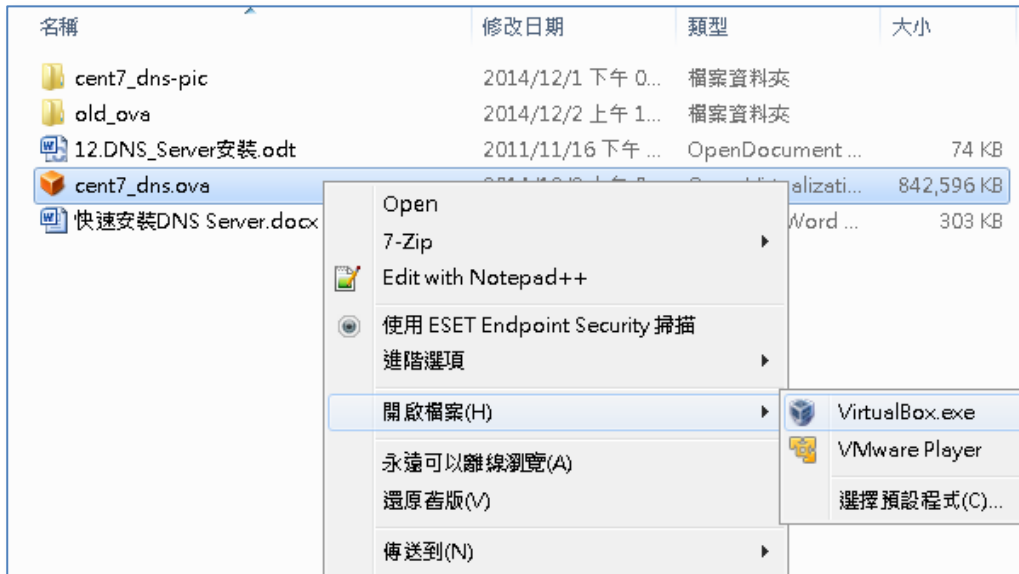 名稱 修改日期 類型 大小
cent7_dns-pic 2014/12/1 下午 0... 檔案資料夾
old_ova 2014/12/2 上午 1... 檔案資料夾
12.DNS_Server安裝.odt 2011/11/16 下午 ... OpenDocument ... 74 KB
cent7_dns.ova alizati... 842,596 KB
快速安裝DNS Server.docx Word ... 303 KB
Open
7-Zip
Edit with Notepad++
使用 ESET Endpoint Security 掃描
進階選項
開啟檔案(H) VirtualBox.exe
VMware Player
永遠可以離線瀏覽(A)
還原舊版(V) 選擇預設程式(C)...
傳送到(N)